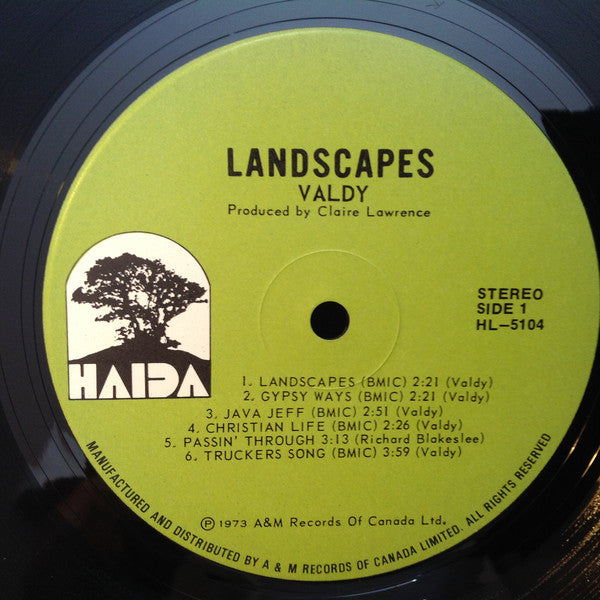 LANDSCAPES
VALDY
Produced by Claire Lawrence
HAIDA
STEREO
SIDE 1
HL-5104
1. LANDSCAPES (BMIC) 2:21 (Valdy)
2. GYPSY WAYS (BMIC) 2:21 (Valdy)
3. JAVA JEFF (BMIC) 2:51 (Valdy)
4. CHRISTIAN LIFE (BMIC) 2:26 (Valdy)
5. PASSIN' THROUGH 3:13 (Richard Blakeslee)
6. TRUCKERS SONG (BMIC) 3:59 (Valdy)
℗ 1973 A&M Records Of Canada Ltd.
MANUFACTURED AND DISTRIBUTED BY A & M RECORDS OF CANADA LIMITED. ALL RIGHTS RESERVED